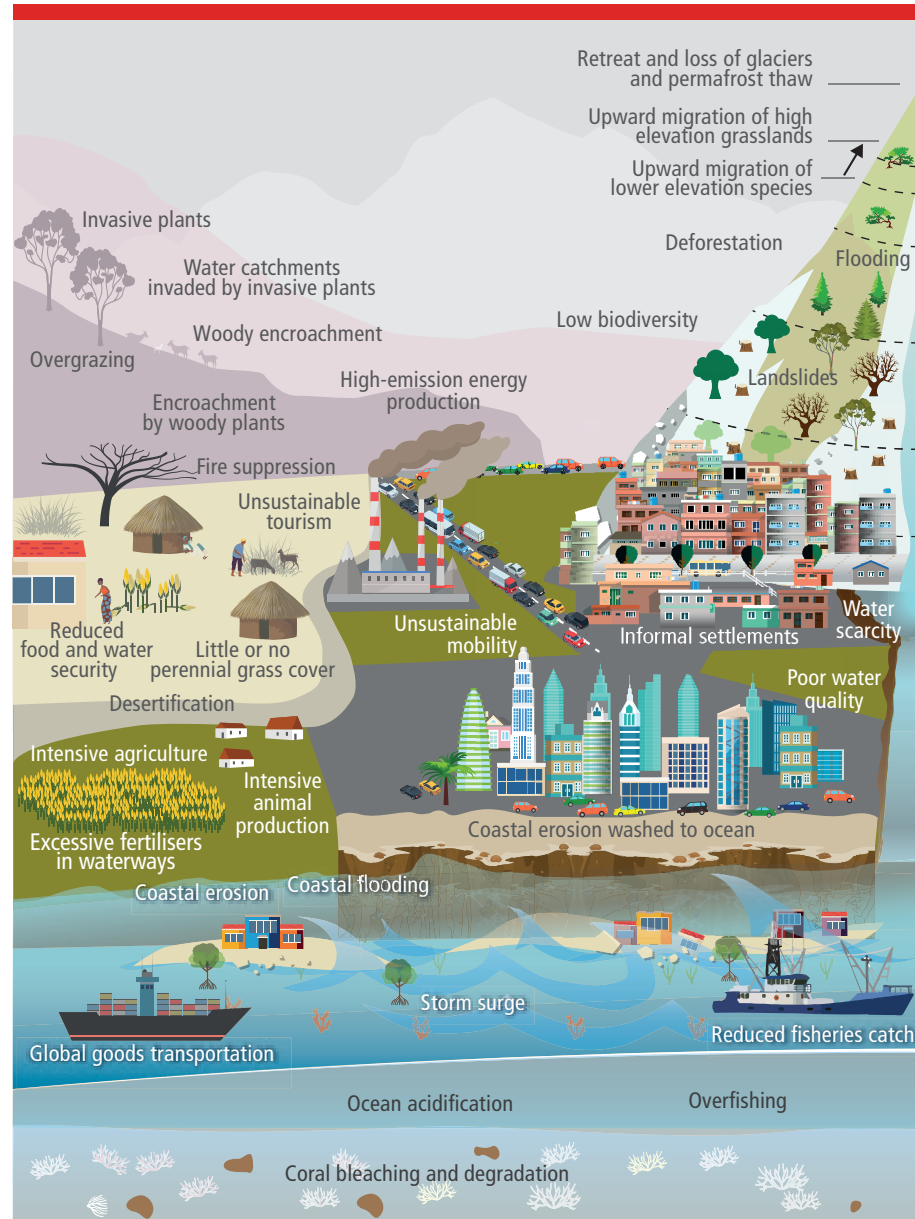 Retreat and loss of glaciers
and permafrost thaw
Upward migration of high
elevation grasslands
Upward migration of
lower elevation species
Invasive plants
Deforestation
Flooding
Water catchments
invaded by invasive plants
Low biodiversity
Woody encroachment
Overgrazing
Landslides
High-emission energy
production
Encroachment
by woody plants
Fire suppression
Unsustainable
tourism
Water
scarcity
Unsustainable
mobility
Informal settlements
Reduced
food and water
security
Little or no
perennial grass cover
Poor water
quality
Desertification
Intensive agriculture
Intensive
animal
production
Excessive fertilisers
in waterways
Coastal erosion washed to ocean
Coastal erosion
Coastal flooding
Storm surge
Reduced fisheries catch
Global goods transportation
Ocean acidification
Overfishing
Coral bleaching and degradation